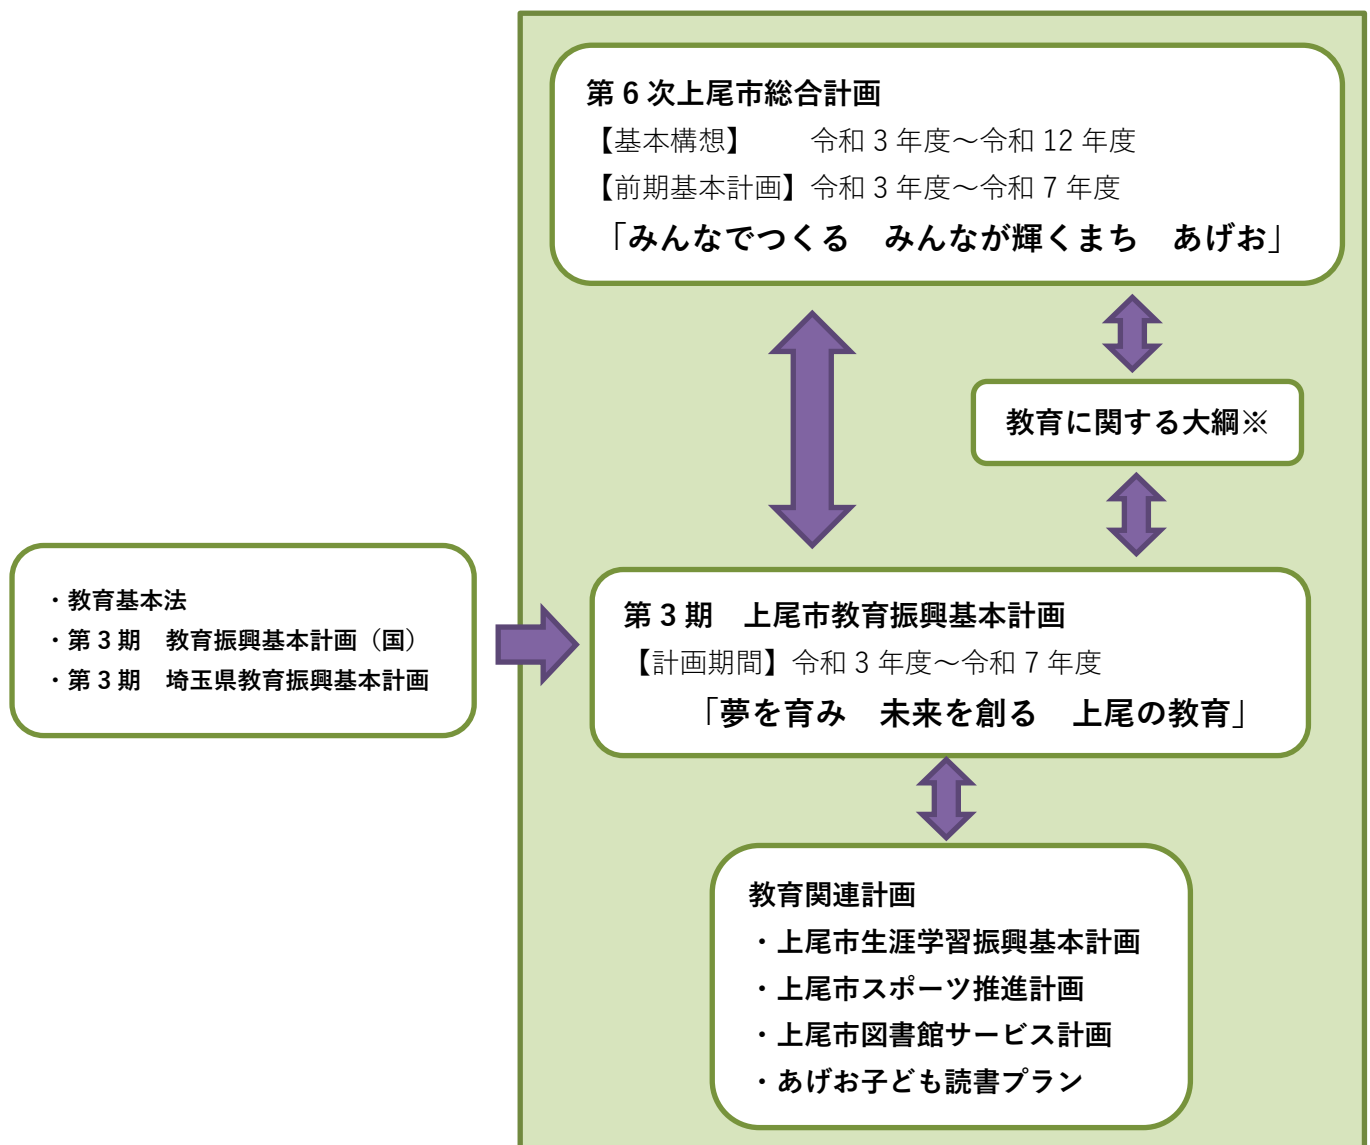 第6次上尾市総合計画
【基本構想】　　令和3年度～令和12年度
【前期基本計画】令和3年度～令和7年度
「みんなでつくる　みんなが輝くまち　あげお」
教育に関する大綱※
・教育基本法
・第3期　教育振興基本計画（国）
・第3期　埼玉県教育振興基本計画
第3期　上尾市教育振興基本計画
【計画期間】令和3年度～令和7年度
「夢を育み　未来を創る　上尾の教育」
教育関連計画
・上尾市生涯学習振興基本計画
・上尾市スポーツ推進計画
・上尾市図書館サービス計画
・あげお子ども読書プラン